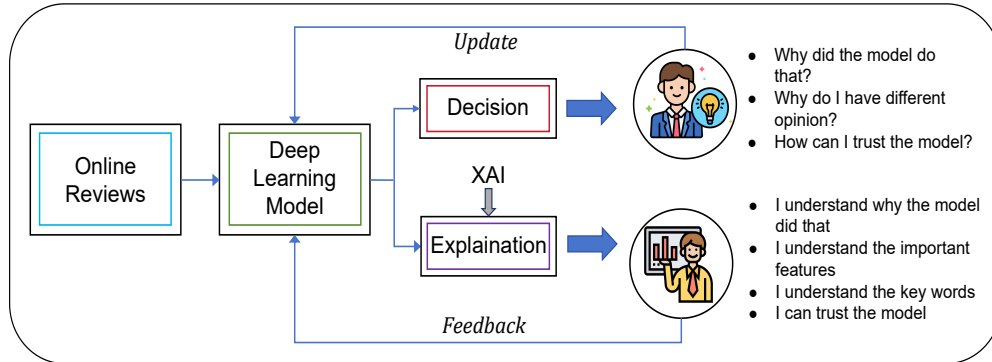 Update
Online
Reviews
Deep
Learning
Model
Decision
XAI
Explaination
Feedback
● Why did the model do
that?
● Why do I have different
opinion?
● How can I trust the model?
● I understand why the model
did that
● I understand the important
features
● I understand the key words
● I can trust the model